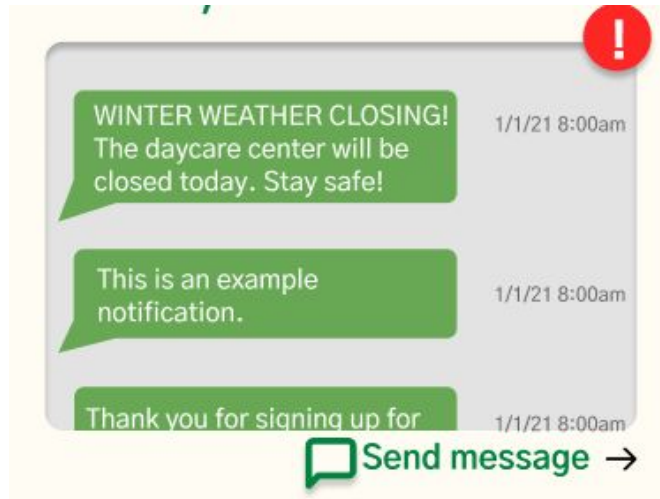 !
WINTER WEATHER CLOSING!
The daycare center will be
closed today. Stay safe!
1/1/21 8:00am
This is an example
notification.
1/1/21 8:00am
Thank you for signing up for
1/1/21 8:00am
Send message →